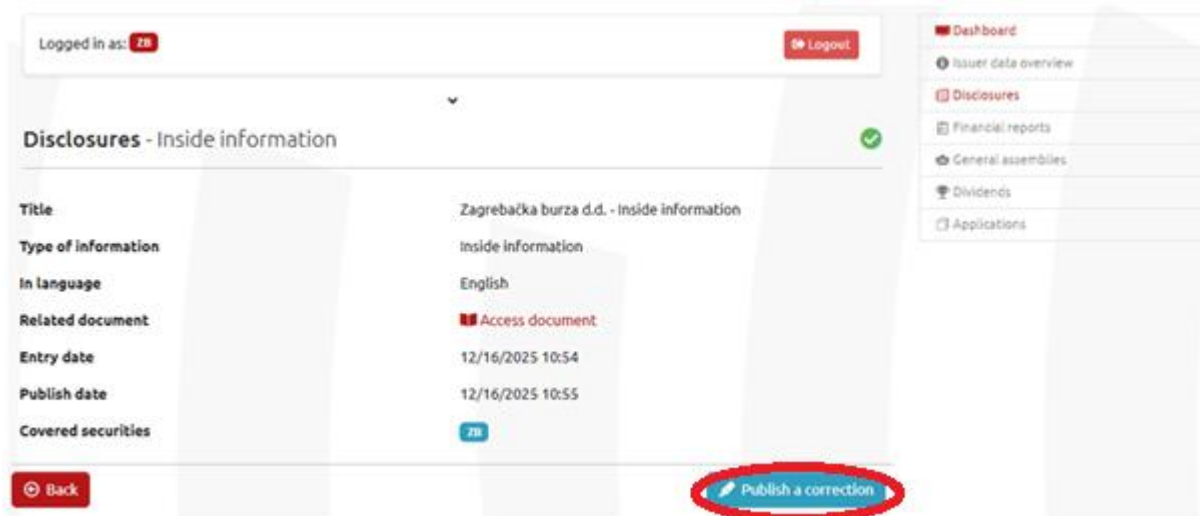 Logged in as: ZB
Logout
Disclosures - Inside information
Title Zagrebačka burza d.d. - Inside information
Type of information Inside information
In language English
Related document Access document
Entry date 12/16/2025 10:54
Publish date 12/16/2025 10:55
Covered securities ZB
Back
Publish a correction
Dashboard
Issuer data overview
Disclosures
Financial reports
General assemblies
Dividends
Applications